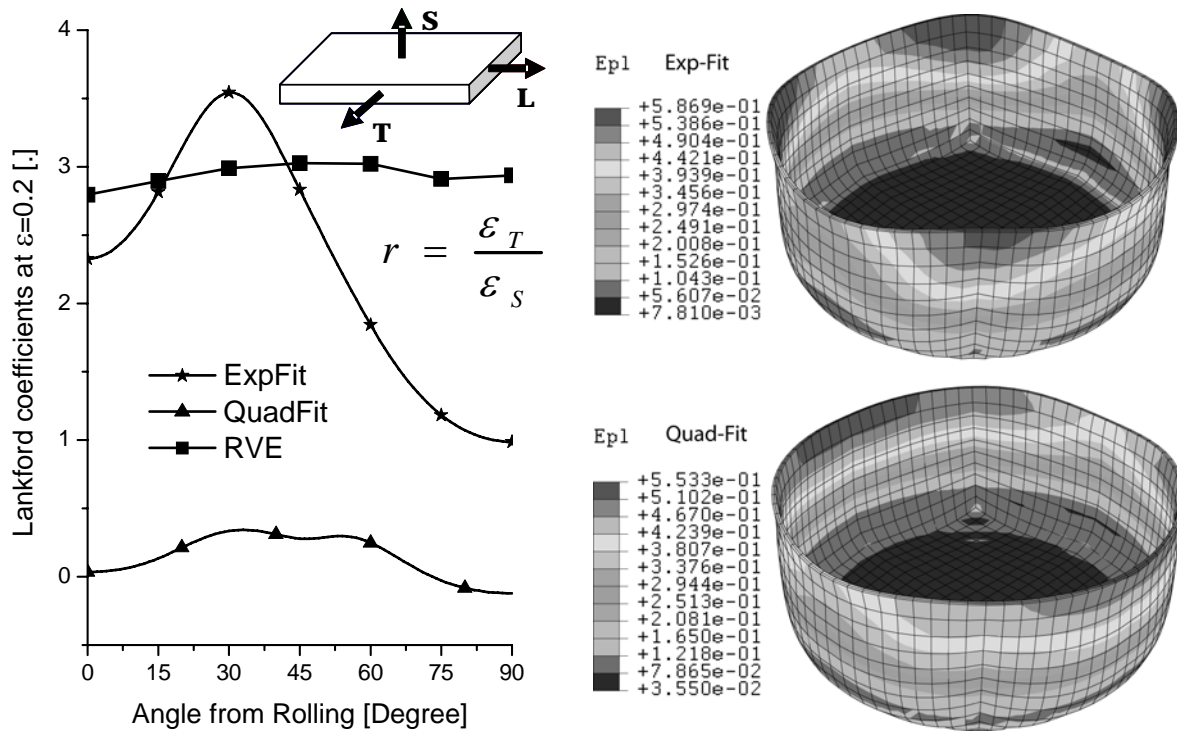 4
3
2
1
0
Lankford coefficients at ε=0.2 [.]
0 15 30 45 60 75 90
Angle from Rolling [Degree]
S
L
T
r = ε_T / ε_S
ExpFit
QuadFit
RVE
Epl Exp-Fit
+5.869e-01
+5.386e-01
+4.904e-01
+4.421e-01
+3.939e-01
+3.456e-01
+2.974e-01
+2.491e-01
+2.008e-01
+1.526e-01
+1.043e-01
+5.607e-02
+7.810e-03
Epl Quad-Fit
+5.533e-01
+5.102e-01
+4.670e-01
+4.239e-01
+3.807e-01
+3.376e-01
+2.944e-01
+2.513e-01
+2.081e-01
+1.650e-01
+1.218e-01
+7.865e-02
+3.550e-02